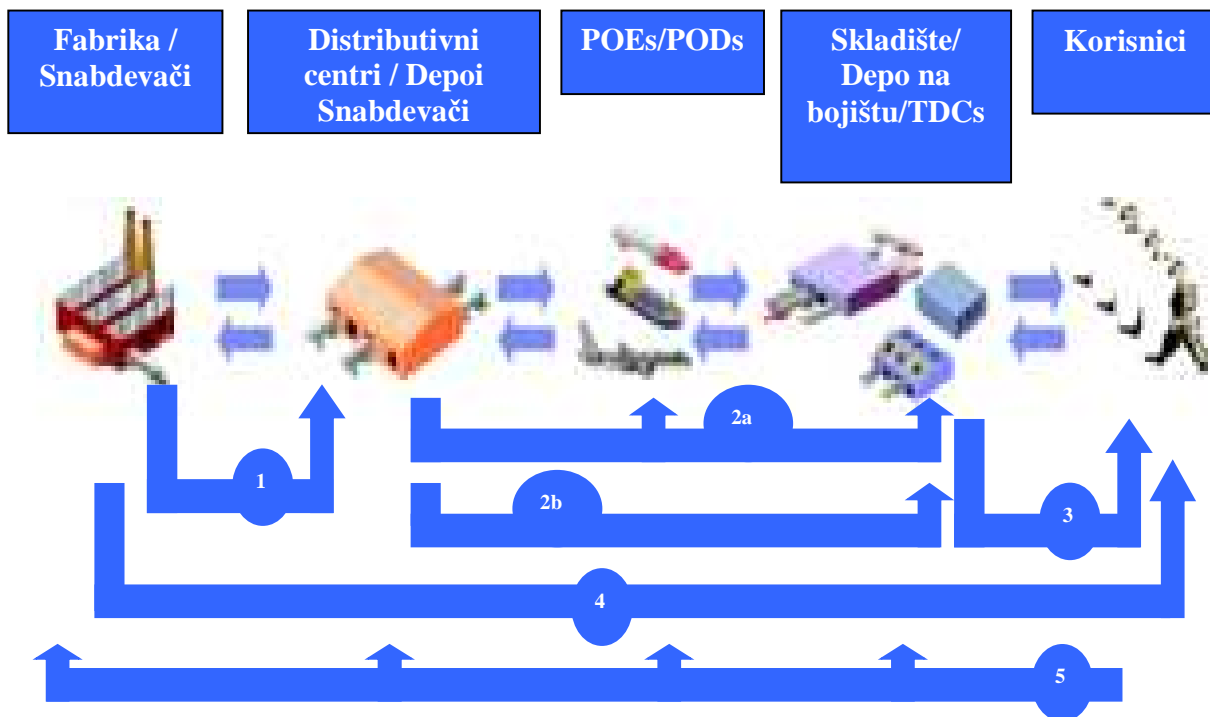 Fabrika /
Snabdevači
Distributivni
centri / Depoi
Snabdevači
POEs/PODs
Skladište/
Depo na
bojištu/TDCs
Korisnici
2a
1
2b
3
4
5